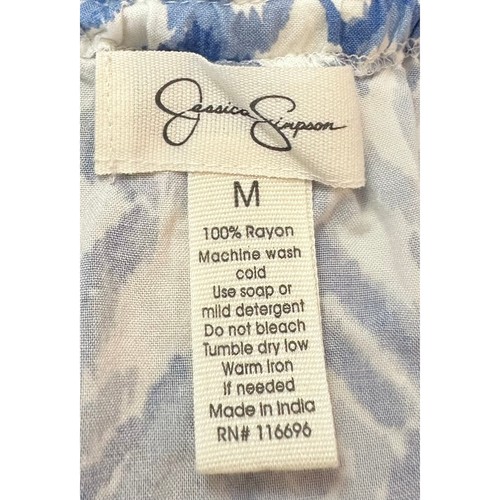 Jessica Simpson
M
100% Rayon
Machine wash
cold
Use soap or
mild detergent
Do not bleach
Tumble dry low
Warm Iron
If needed
Made in India
RN# 116696